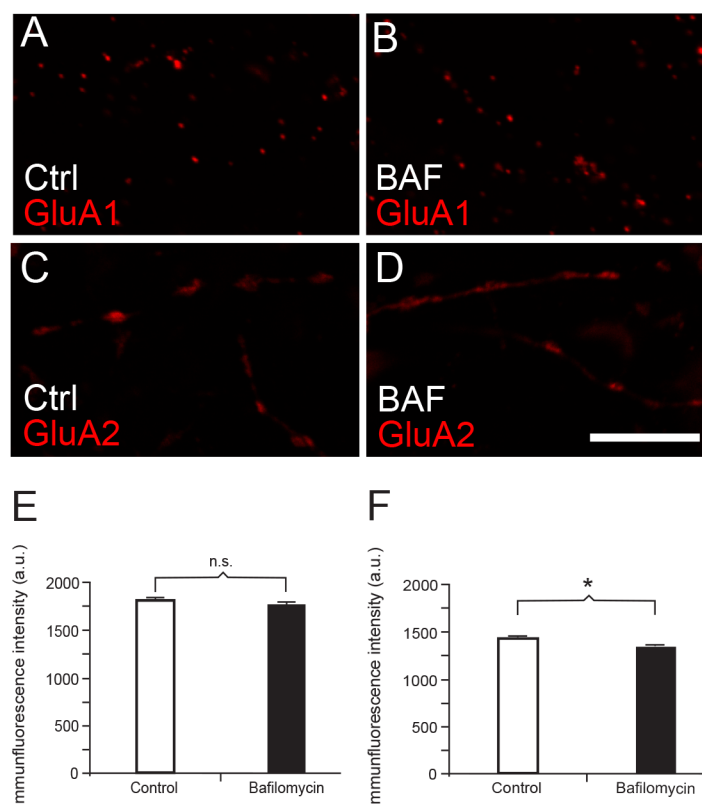 A
Ctrl
GluA1
B
BAF
GluA1
C
Ctrl
GluA2
D
BAF
GluA2
E
mmunfluorescence intensity (a.u.)
2000
1750
1000
500
0
n.s.
Control
Bafilomycin
F
mmunfluorescence intensity (a.u.)
2000
1500
1000
500
0
*
Control
Bafilomycin